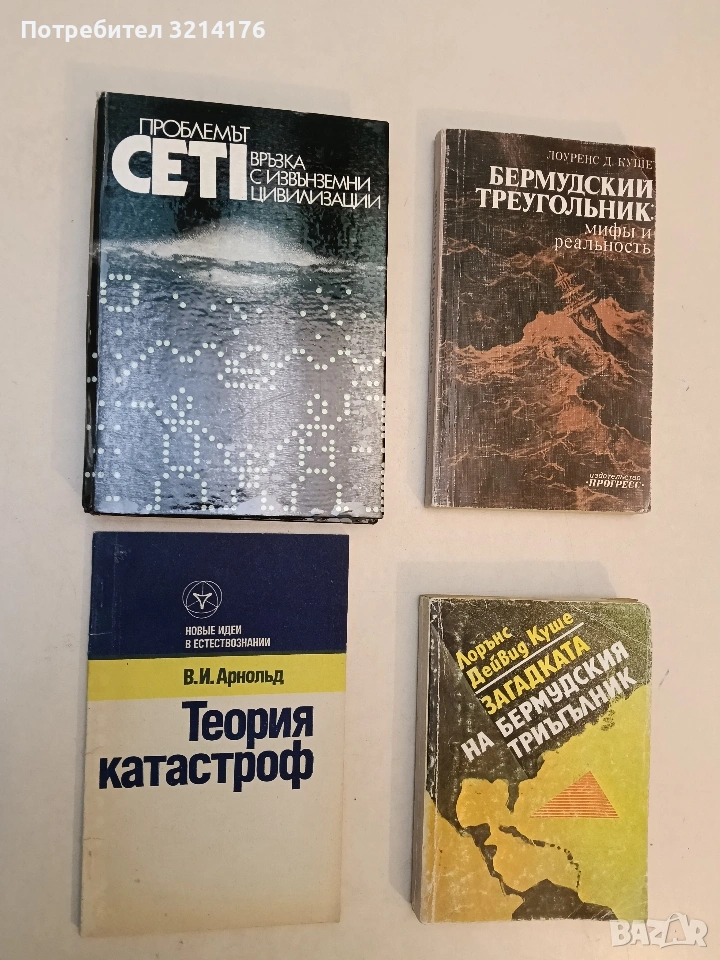 Потребител 3214176
ПРОБЛЕМЪТ
CETI
ВРЪЗКА
С ИЗВЪНЗЕМНИ
ЦИВИЛИЗАЦИИ
ЛОУРЕНС Д. КУШЕ
БЕРМУДСКИЙ
ТРЕУГОЛЬНИК:
мифы и
реальность
издательство
·ПРОГРЕСС·
НОВЫЕ ИДЕИ
В ЕСТЕСТВОЗНАНИИ
В.И. Арнольд
Теория
катастроф
Лорънс
Дейвид Куше
ЗАГАДКАТА
НА БЕРМУДСКИЯ
ТРИЪГЪЛНИК
BAZAR